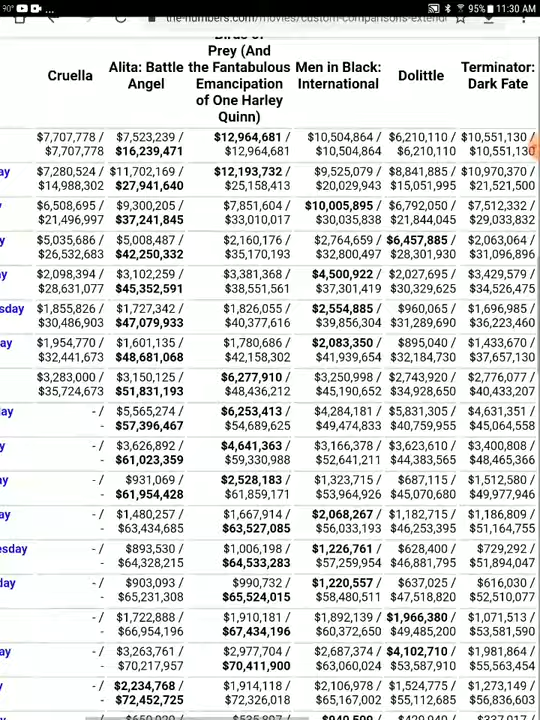 90°
95% 11:30 AM
the-numbers.com/movies/custom-comparisons-extend
Birds of
Cruella Alita: Battle Angel Prey (And the Fantabulous Emancipation of One Harley Quinn) Men in Black: International Dolittle Terminator: Dark Fate
$7,707,778 / $7,523,239 / $12,964,681 / $10,504,864 / $6,210,110 / $10,551,130 /
$7,707,778 $16,239,471 $12,964,681 $10,504,864 $6,210,110 $10,551,130
ay $7,280,524 / $11,702,169 / $12,193,732 / $9,525,079 / $8,841,885 / $10,970,370 /
$14,988,302 $27,941,640 $25,158,413 $20,029,943 $15,051,995 $21,521,500
y $6,508,695 / $9,300,205 / $7,851,604 / $10,005,895 / $6,792,050 / $7,512,332 /
$21,496,997 $37,241,845 $33,010,017 $30,035,838 $21,844,045 $29,033,832
y $5,035,686 / $5,008,487 / $2,160,176 / $2,764,659 / $6,457,885 / $2,063,064 /
$26,532,683 $42,250,332 $35,170,193 $32,800,497 $28,301,930 $31,096,896
ay $2,098,394 / $3,102,259 / $3,381,368 / $4,500,922 / $2,027,695 / $3,429,579 /
$28,631,077 $45,352,591 $38,551,561 $37,301,419 $30,329,625 $34,526,475
sday $1,855,826 / $1,727,342 / $1,826,055 / $2,554,885 / $960,065 / $1,696,985 /
$30,486,903 $47,079,933 $40,377,616 $39,856,304 $31,289,690 $36,223,460
ay $1,954,770 / $1,601,135 / $1,780,686 / $2,083,350 / $895,040 / $1,433,670 /
$32,441,673 $48,681,068 $42,158,302 $41,939,654 $32,184,730 $37,657,130
$3,283,000 / $3,150,125 / $6,277,910 / $3,250,998 / $2,743,920 / $2,776,077 /
$35,724,673 $51,831,193 $48,436,212 $45,190,652 $34,928,650 $40,433,207
lay - / $5,565,274 / $6,253,413 / $4,284,181 / $5,831,305 / $4,631,351 /
- $57,396,467 $54,689,625 $49,474,833 $40,759,955 $45,064,558
y - / $3,626,892 / $4,641,363 / $3,166,378 / $3,623,610 / $3,400,808 /
- $61,023,359 $59,330,988 $52,641,211 $44,383,565 $48,465,366
ay - / $931,069 / $2,528,183 / $1,323,715 / $687,115 / $1,512,580 /
- $61,954,428 $61,859,171 $53,964,926 $45,070,680 $49,977,946
ay - / $1,480,257 / $1,667,914 / $2,068,267 / $1,182,715 / $1,186,809 /
- $63,434,685 $63,527,085 $56,033,193 $46,253,395 $51,164,755
esday - / $893,530 / $1,006,198 / $1,226,761 / $628,400 / $729,292 /
- $64,328,215 $64,533,283 $57,259,954 $46,881,795 $51,894,047
day - / $903,093 / $990,732 / $1,220,557 / $637,025 / $616,030 /
- $65,231,308 $65,524,015 $58,480,511 $47,518,820 $52,510,077
- / $1,722,888 / $1,910,181 / $1,892,139 / $1,966,380 / $1,071,513 /
- $66,954,196 $67,434,196 $60,372,650 $49,485,200 $53,581,590
ay - / $3,263,761 / $2,977,704 / $2,687,374 / $4,102,710 / $1,981,864 /
- $70,217,957 $70,411,900 $63,060,024 $53,587,910 $55,563,454
y - / $2,234,768 / $1,914,118 / $2,106,978 / $1,524,775 / $1,273,149 /
- $72,452,725 $72,326,018 $65,167,002 $55,112,685 $56,836,603